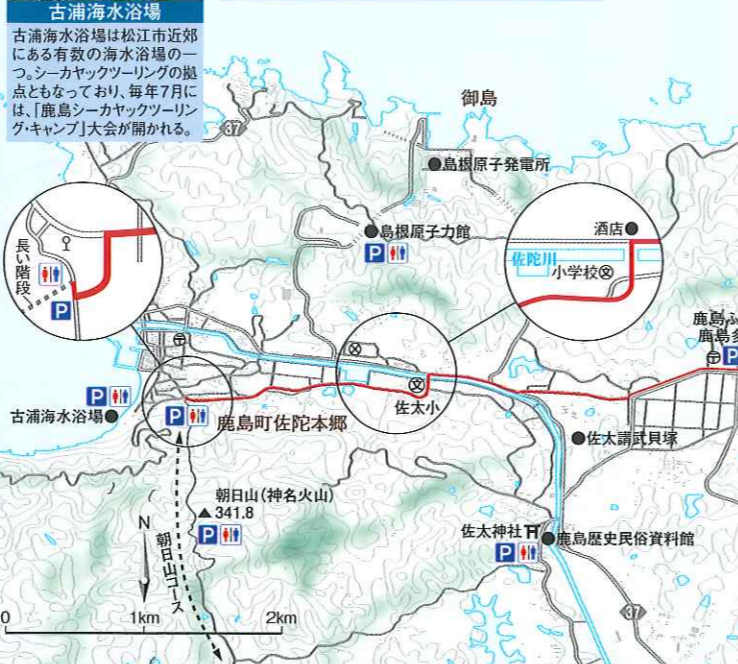 古浦海水浴場
古浦海水浴場は松江市近郊
にある有数の海水浴場の一
つ。シーカヤックツーリングの拠
点ともなっており、毎年7月に
は、「鹿島シーカヤックツーリン
グ・キャンプ」大会が開かれる。
37
御島
島根原子発電所
島根原子力館
P
酒店
佐陀川
小学校文
長い階段
P
鹿島ふ
鹿島多
P
佐太小
文
P
古浦海水浴場
P
鹿島町佐陀本郷
佐太講武貝塚
朝日山(神名火山)
341.8
P
N
朝日山コース
佐太神社
P
鹿島歴史民俗資料館
37
0 1km 2km